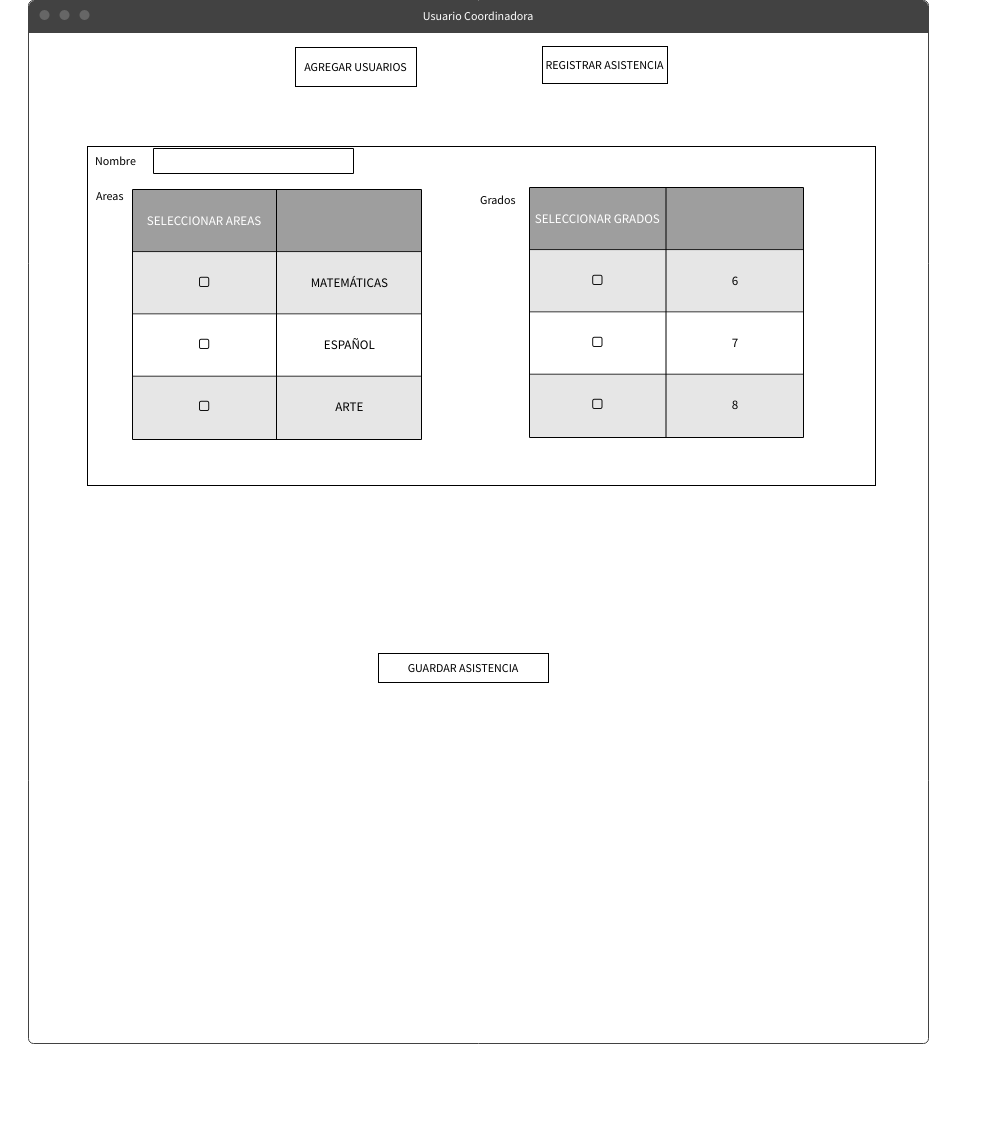 Usuario Coordinadora
AGREGAR USUARIOS
REGISTRAR ASISTENCIA
Nombre
Areas
SELECCIONAR AREAS
MATEMÁTICAS
ESPAÑOL
ARTE
Grados
SELECCIONAR GRADOS
6
7
8
GUARDAR ASISTENCIA